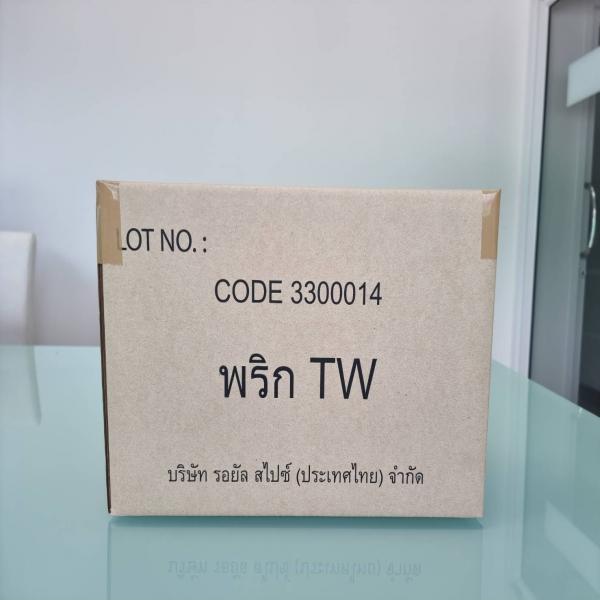 LOT NO. :
CODE 3300014
พริก TW
บริษัท รอยัล สไปซ์ (ประเทศไทย) จำกัด